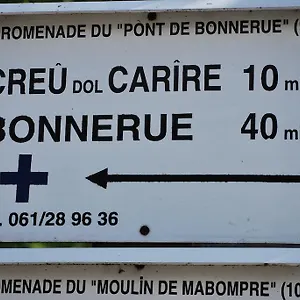 ROMENADE DU "PONT DE BONNERUE" (
CREÛ DOL CARÎRE 10 m
BONNERUE 40 m
. 061/28 96 36
MENADE DU "MOULIN DE MABOMPRE" (10